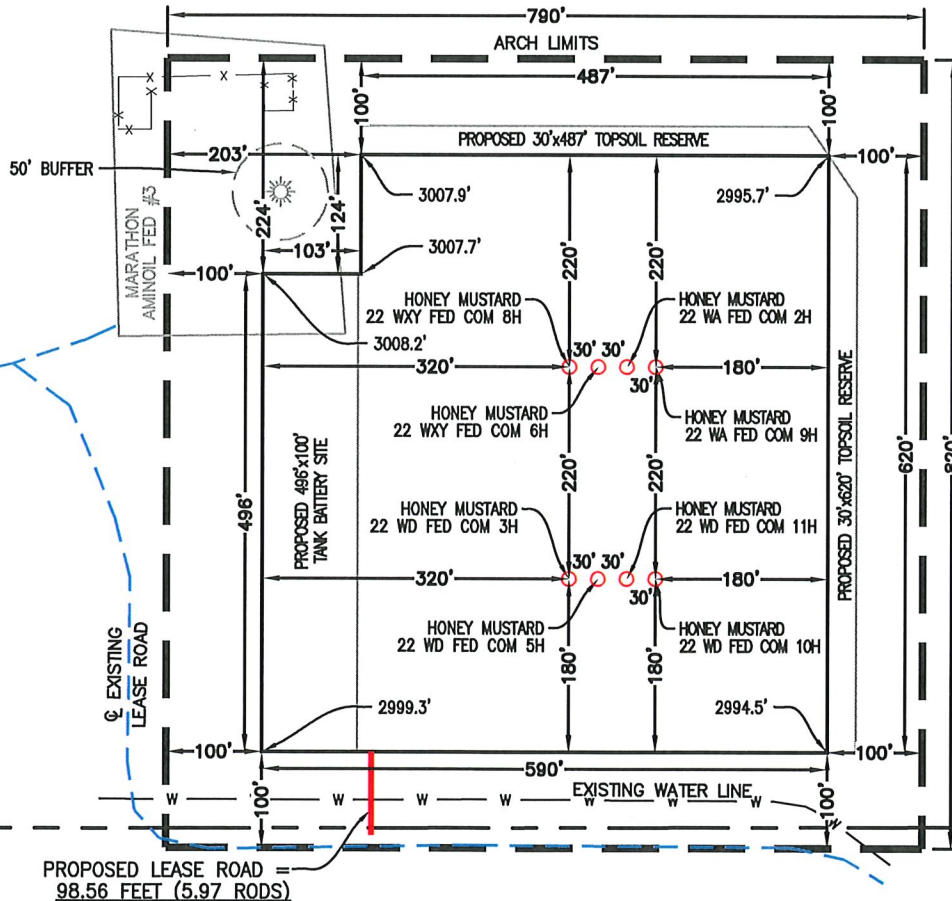 790'
ARCH LIMITS
487'
100'
100'
PROPOSED 30'x487' TOPSOIL RESERVE
203'
100'
50' BUFFER
3007.9'
2995.7'
224'
124'
MARATHON
AMINOIL FED #3
103'
3007.7'
100'
3008.2'
220'
220'
HONEY MUSTARD
22 WXY FED COM 8H
HONEY MUSTARD
22 WA FED COM 2H
30' 30'
320'
30'
180'
HONEY MUSTARD
22 WXY FED COM 6H
HONEY MUSTARD
22 WA FED COM 9H
PROPOSED 30'x620' TOPSOIL RESERVE
620'
820'
496'
PROPOSED 496'x100'
TANK BATTERY SITE
220'
220'
HONEY MUSTARD
22 WD FED COM 3H
HONEY MUSTARD
22 WD FED COM 11H
30' 30'
320'
30'
180'
HONEY MUSTARD
22 WD FED COM 5H
HONEY MUSTARD
22 WD FED COM 10H
180'
180'
℄ EXISTING
LEASE ROAD
2999.3'
2994.5'
100'
100'
590'
EXISTING WATER LINE
100'
100'
W W W W W W W
PROPOSED LEASE ROAD =
98.56 FEET (5.97 RODS)